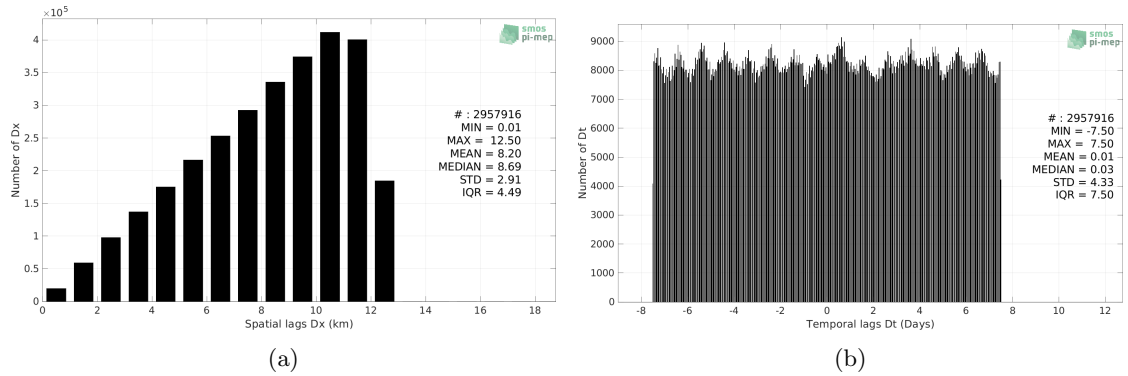 ×10⁵
4
3.5
3
2.5
2
1.5
1
0.5
0
Number of Dx
0 2 4 6 8 10 12 14 16 18
Spatial lags Dx (km)
smos
pi-mep
# : 2957916
MIN = 0.01
MAX = 12.50
MEAN = 8.20
MEDIAN = 8.69
STD = 2.91
IQR = 4.49
(a)
9000
8000
7000
6000
5000
4000
3000
2000
1000
0
Number of Dt
-8 -6 -4 -2 0 2 4 6 8 10 12
Temporal lags Dt (Days)
smos
pi-mep
# : 2957916
MIN = -7.50
MAX = 7.50
MEAN = 0.01
MEDIAN = 0.03
STD = 4.33
IQR = 7.50
(b)